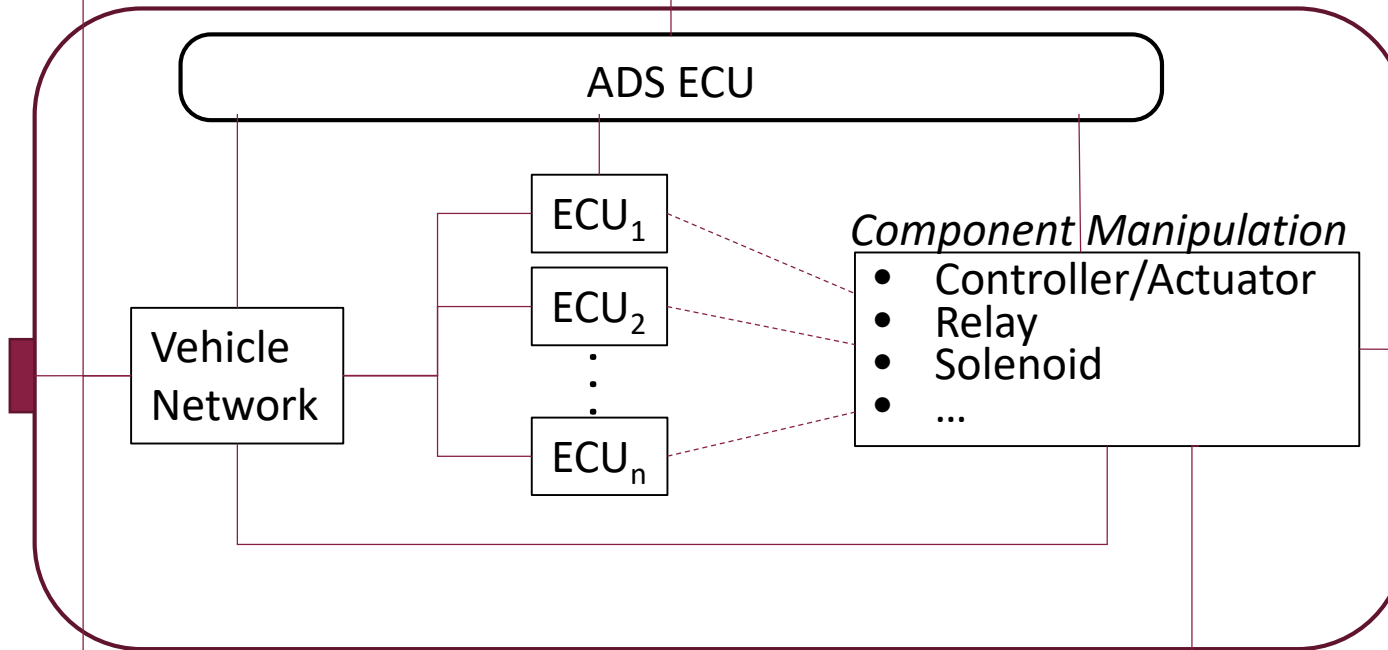 ADS ECU
ECU₁
Component Manipulation
• Controller/Actuator
ECU₂
• Relay
Vehicle
Network
• Solenoid
• ...
ECUₙ